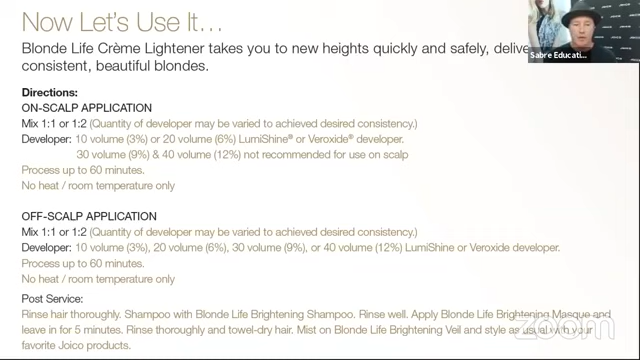 Now Let's Use It…
Blonde Life Crème Lightener takes you to new heights quickly and safely, delive
consistent, beautiful blondes.
Directions:
ON-SCALP APPLICATION
Mix 1:1 or 1:2 (Quantity of developer may be varied to achieved desired consistency.)
Developer: 10 volume (3%) or 20 volume (6%) LumiShine® or Veroxide® developer.
30 volume (9%) & 40 volume (12%) not recommended for use on scalp
Process up to 60 minutes.
No heat / room temperature only
OFF-SCALP APPLICATION
Mix 1:1 or 1:2 (Quantity of developer may be varied to achieved desired consistency.)
Developer: 10 volume (3%), 20 volume (6%), 30 volume (9%), or 40 volume (12%) LumiShine or Veroxide developer.
Process up to 60 minutes.
No heat / room temperature only
Post Service:
Rinse hair thoroughly. Shampoo with Blonde Life Brightening Shampoo. Rinse well. Apply Blonde Life Brightening Masque and
leave in for 5 minutes. Rinse thoroughly and towel-dry hair. Mist on Blonde Life Brightening Veil and style as usual with your
favorite Joico products.
Sabre Educati...
zoom